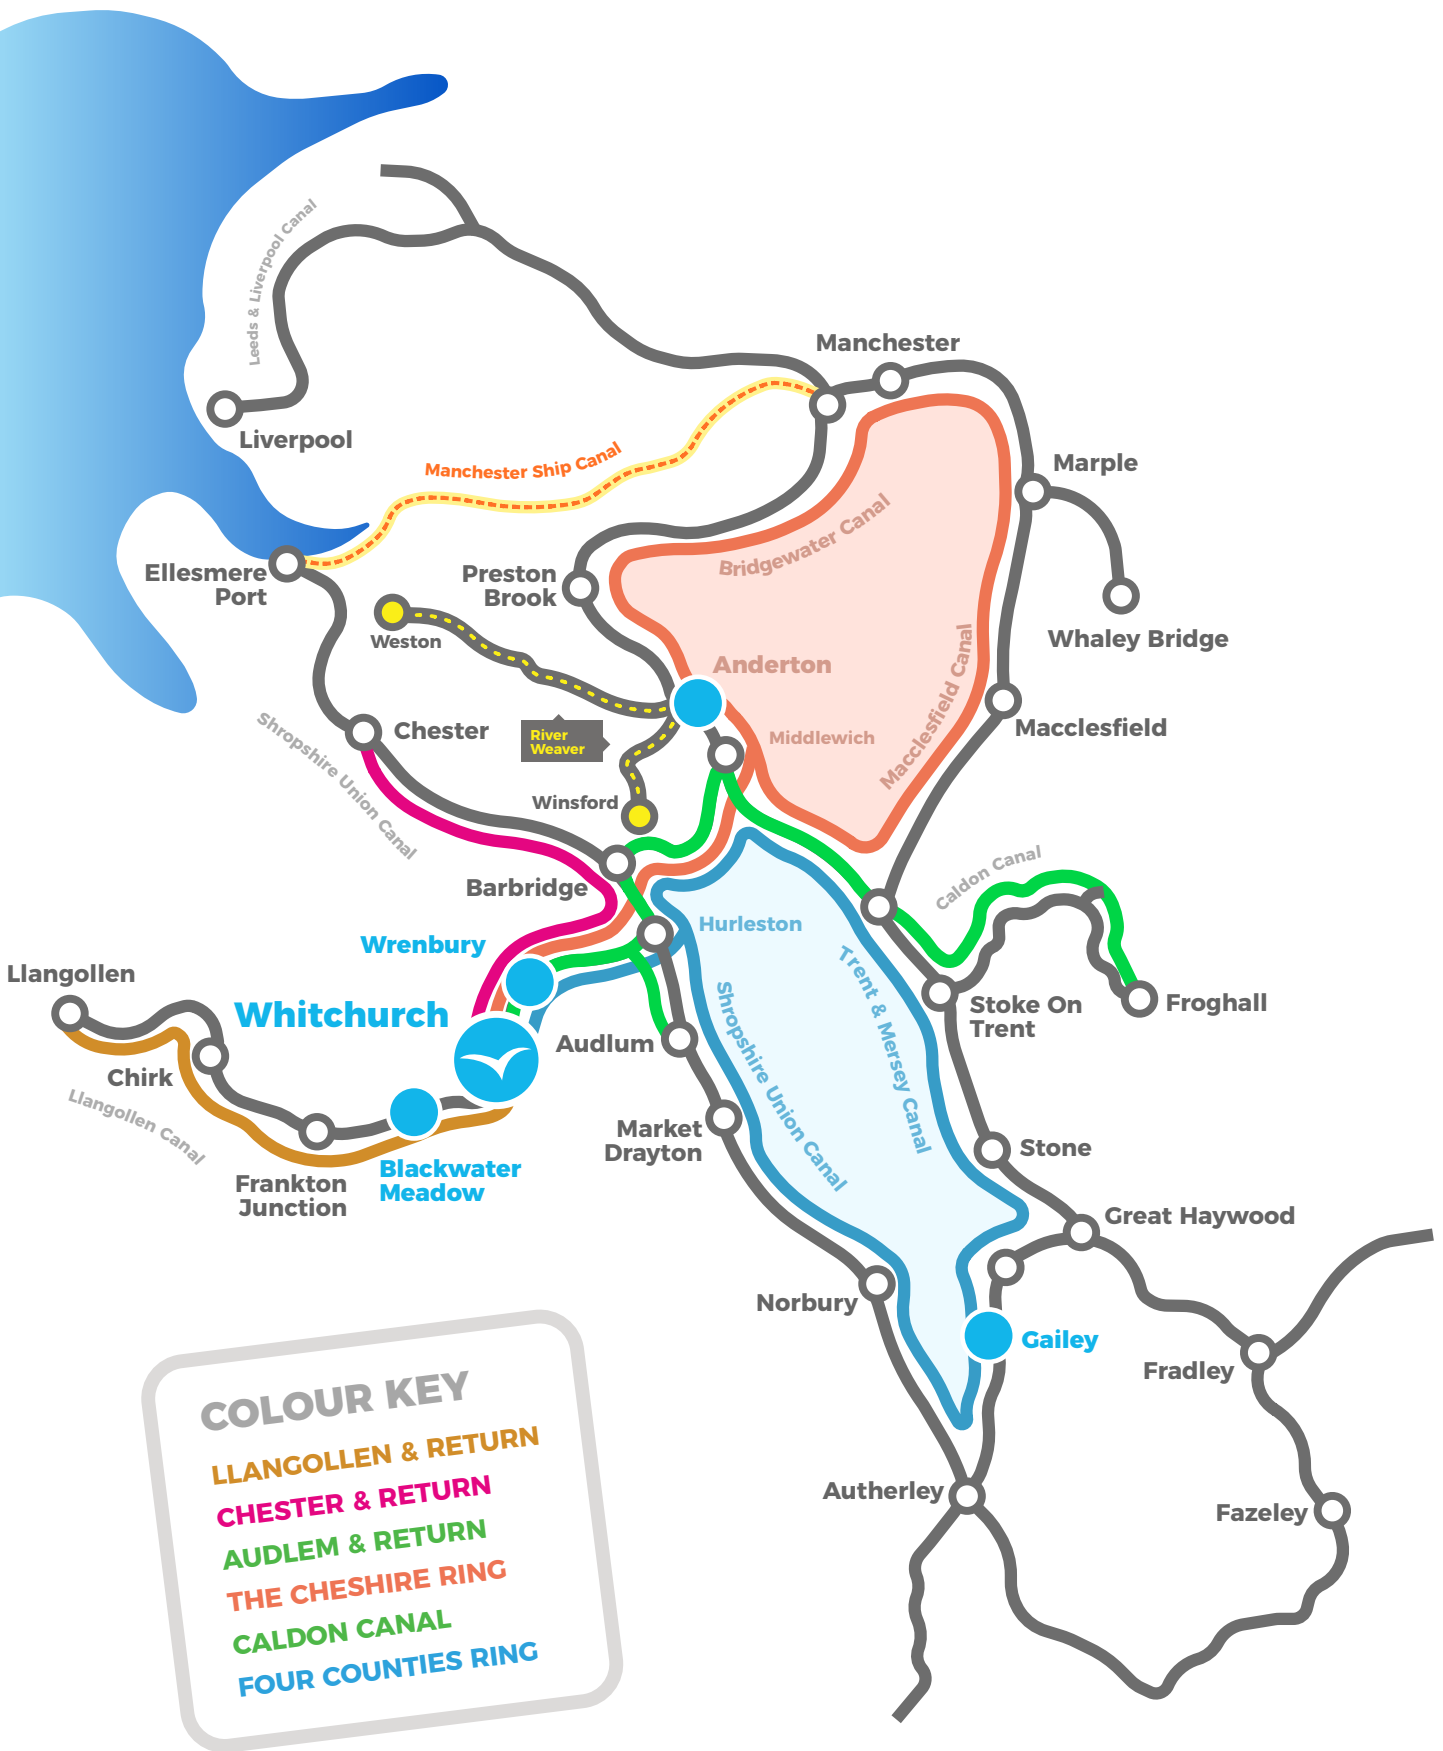 Leeds & Liverpool Canal
Manchester
Liverpool
Manchester Ship Canal
Marple
Bridgewater Canal
Ellesmere
Port
Preston
Brook
Weston
Whaley Bridge
Anderton
Macclesfield Canal
Chester
Shropshire Union Canal
River
Weaver
Middlewich
Macclesfield
Winsford
Barbridge
Caldon Canal
Wrenbury
Hurleston
Llangollen
Whitchurch
Trent & Mersey Canal
Stoke On
Trent
Froghall
Audlum
Shropshire Union Canal
Chirk
Llangollen Canal
Market
Drayton
Stone
Blackwater
Meadow
Frankton
Junction
Great Haywood
Norbury
Gailey
Fradley
Autherley
Fazeley
COLOUR KEY
LLANGOLLEN & RETURN
CHESTER & RETURN
AUDLEM & RETURN
THE CHESHIRE RING
CALDON CANAL
FOUR COUNTIES RING